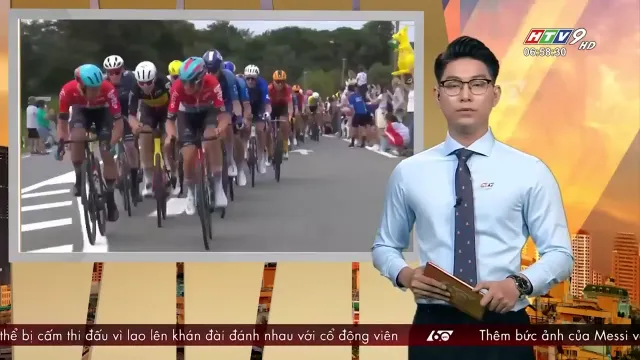 HTV9 HD
06:58:30
thể bị cấm thi đấu vì lao lên khán đài đánh nhau với cổ động viên 60 Thêm bức ảnh của Messi v